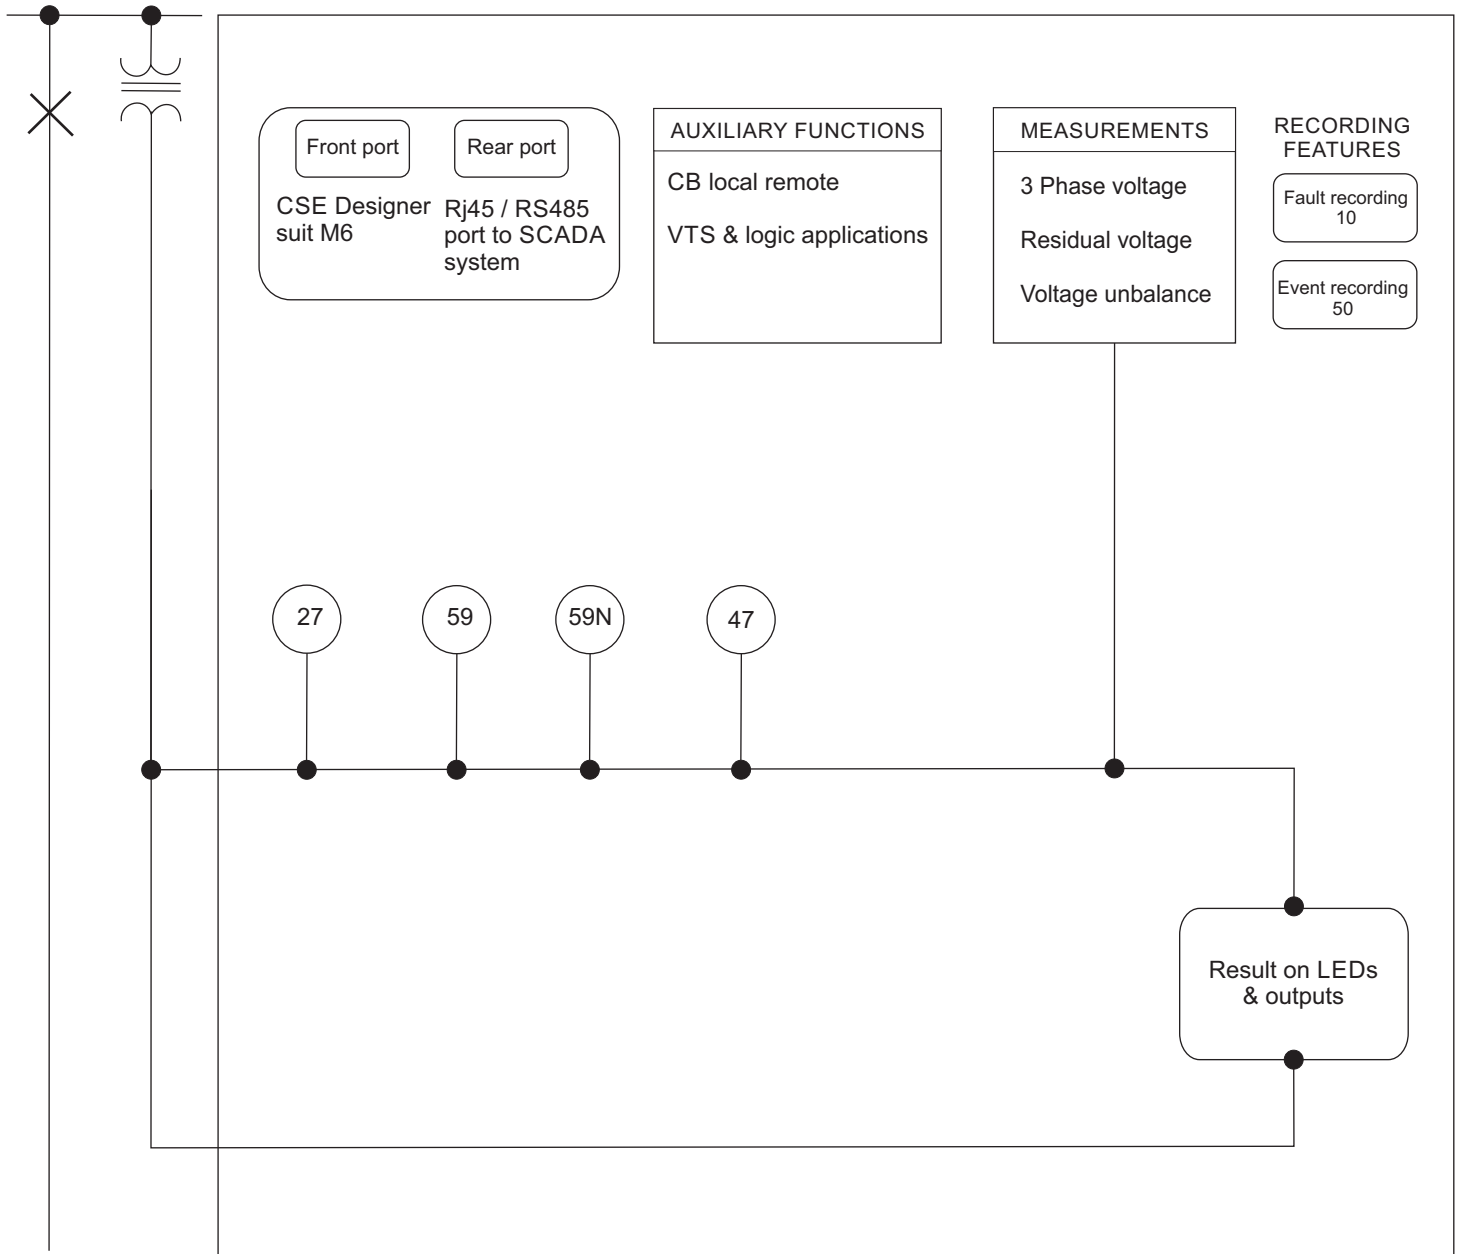 Front port
Rear port
CSE Designer
suit M6
Rj45 / RS485
port to SCADA
system
AUXILIARY FUNCTIONS
CB local remote
VTS & logic applications
MEASUREMENTS
3 Phase voltage
Residual voltage
Voltage unbalance
RECORDING
FEATURES
Fault recording
10
Event recording
50
27
59
59N
47
Result on LEDs
& outputs